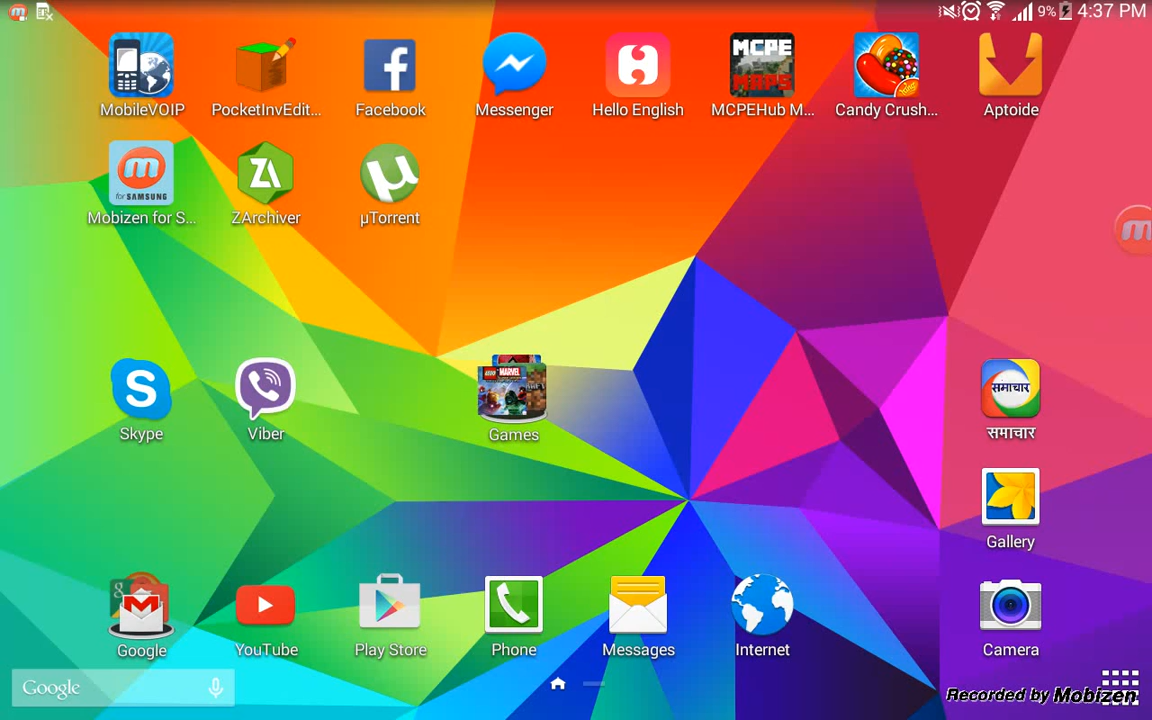 9% 4:37 PM
MCPE
MAPS
MobileVOIP PocketInvEdit... Facebook Messenger Hello English MCPEHub M... Candy Crush... Aptoide
for SAMSUNG
Mobizen for S... ZArchiver µTorrent
समाचार
Skype Viber Games समाचार
Gallery
Google YouTube Play Store Phone Messages Internet Camera
Google
Recorded by Mobizen